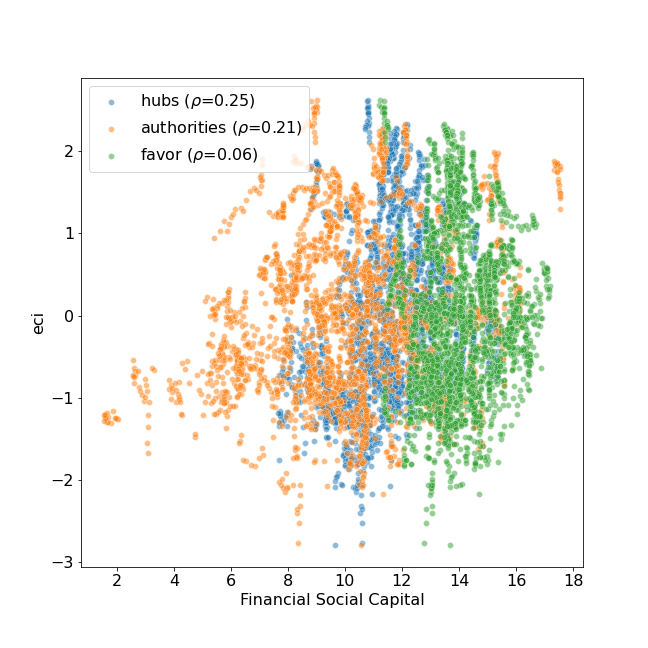 hubs (ρ=0.25)
authorities (ρ=0.21)
favor (ρ=0.06)
2
1
0
−1
−2
−3
eci
2 4 6 8 10 12 14 16 18
Financial Social Capital